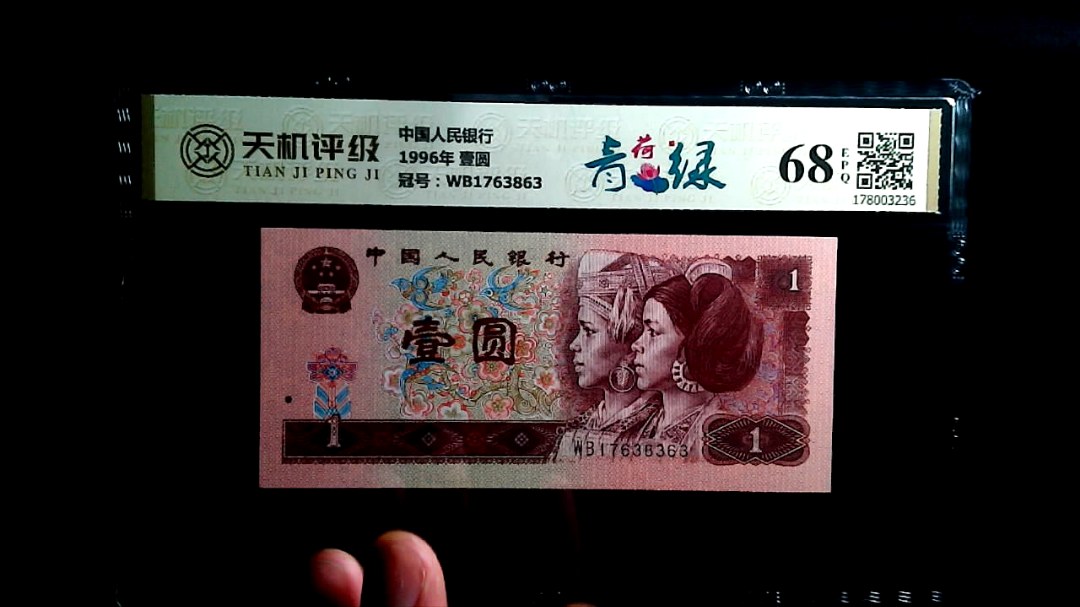 天机评级
TIAN JI PING JI
中国人民银行
1996年 壹圆
冠号：WB1763863
青荷绿
68
EPQ
178003236
中国人民银行
1
壹圆
1
WB17638363
1